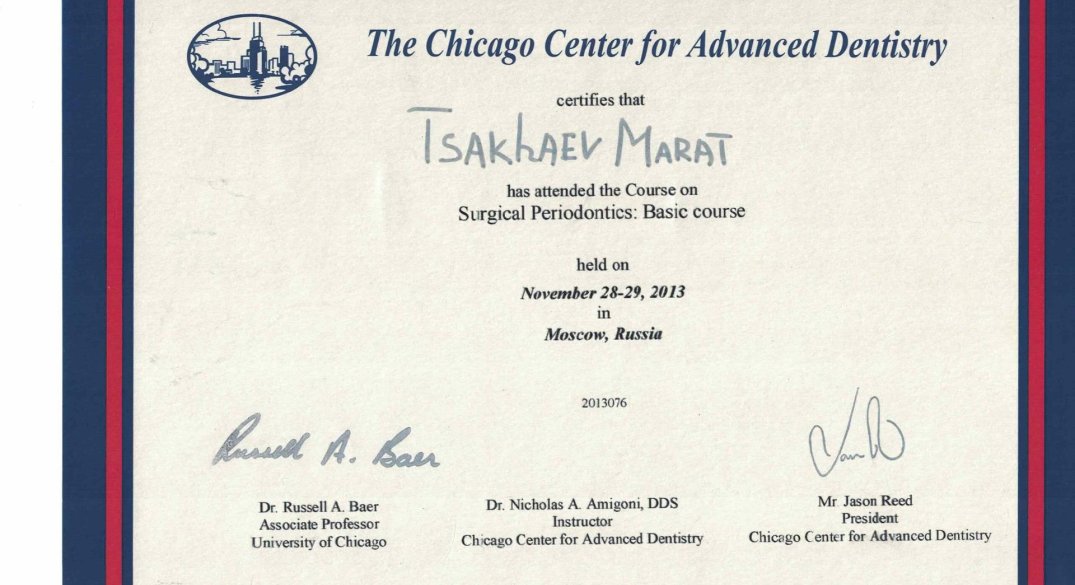 The Chicago Center for Advanced Dentistry
certifies that
TSAKhAEV MARAT
has attended the Course on
Surgical Periodontics: Basic course
held on
November 28-29, 2013
in
Moscow, Russia
2013076
Russell A. Baer
Dr. Russell A. Baer
Associate Professor
University of Chicago
Dr. Nicholas A. Amigoni, DDS
Instructor
Chicago Center for Advanced Dentistry
Mr. Jason Reed
President
Chicago Center for Advanced Dentistry